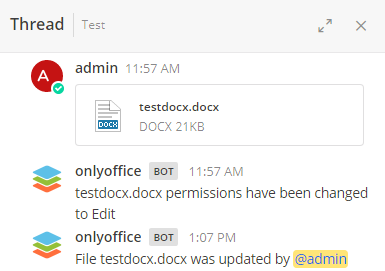 Thread Test
A admin 11:57 AM
testdocx.docx
DOCX DOCX 21KB
onlyoffice BOT 11:57 AM
testdocx.docx permissions have been changed
to Edit
onlyoffice BOT 1:07 PM
File testdocx.docx was updated by @admin